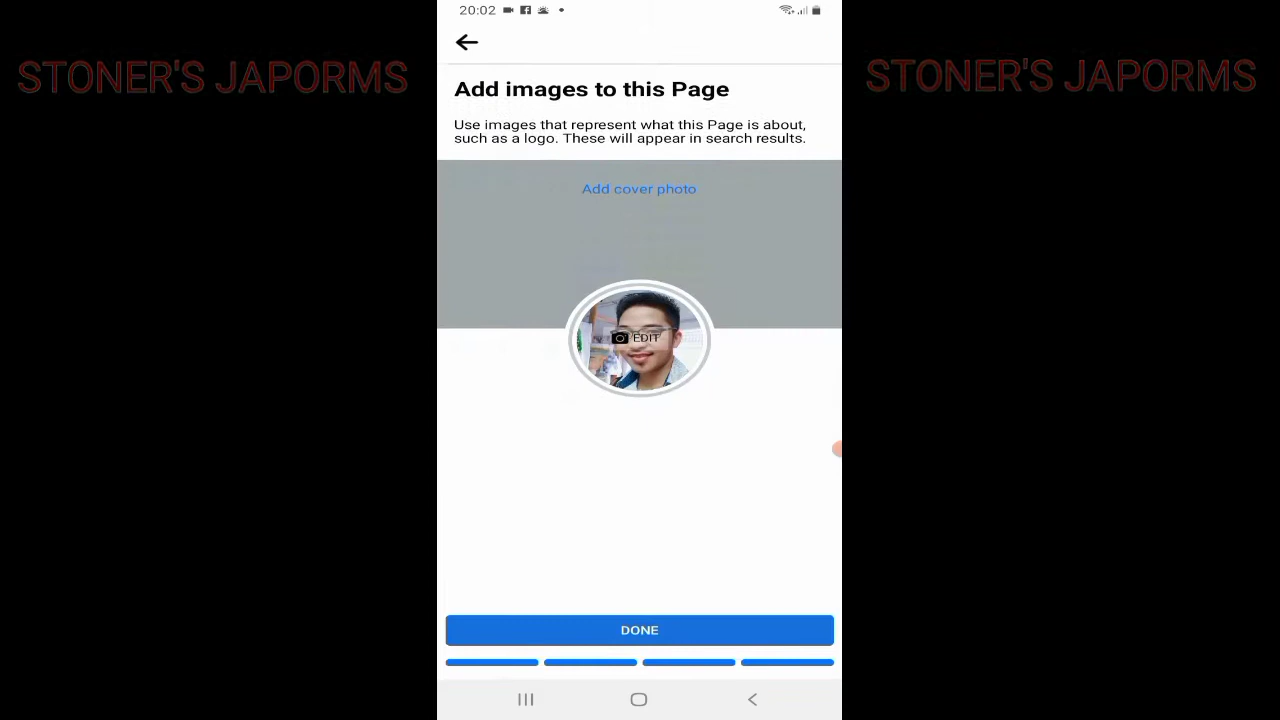 STONER'S JAPORMS
STONER'S JAPORMS
20:02
Add images to this Page
Use images that represent what this Page is about,
such as a logo. These will appear in search results.
Add cover photo
EDIT
DONE